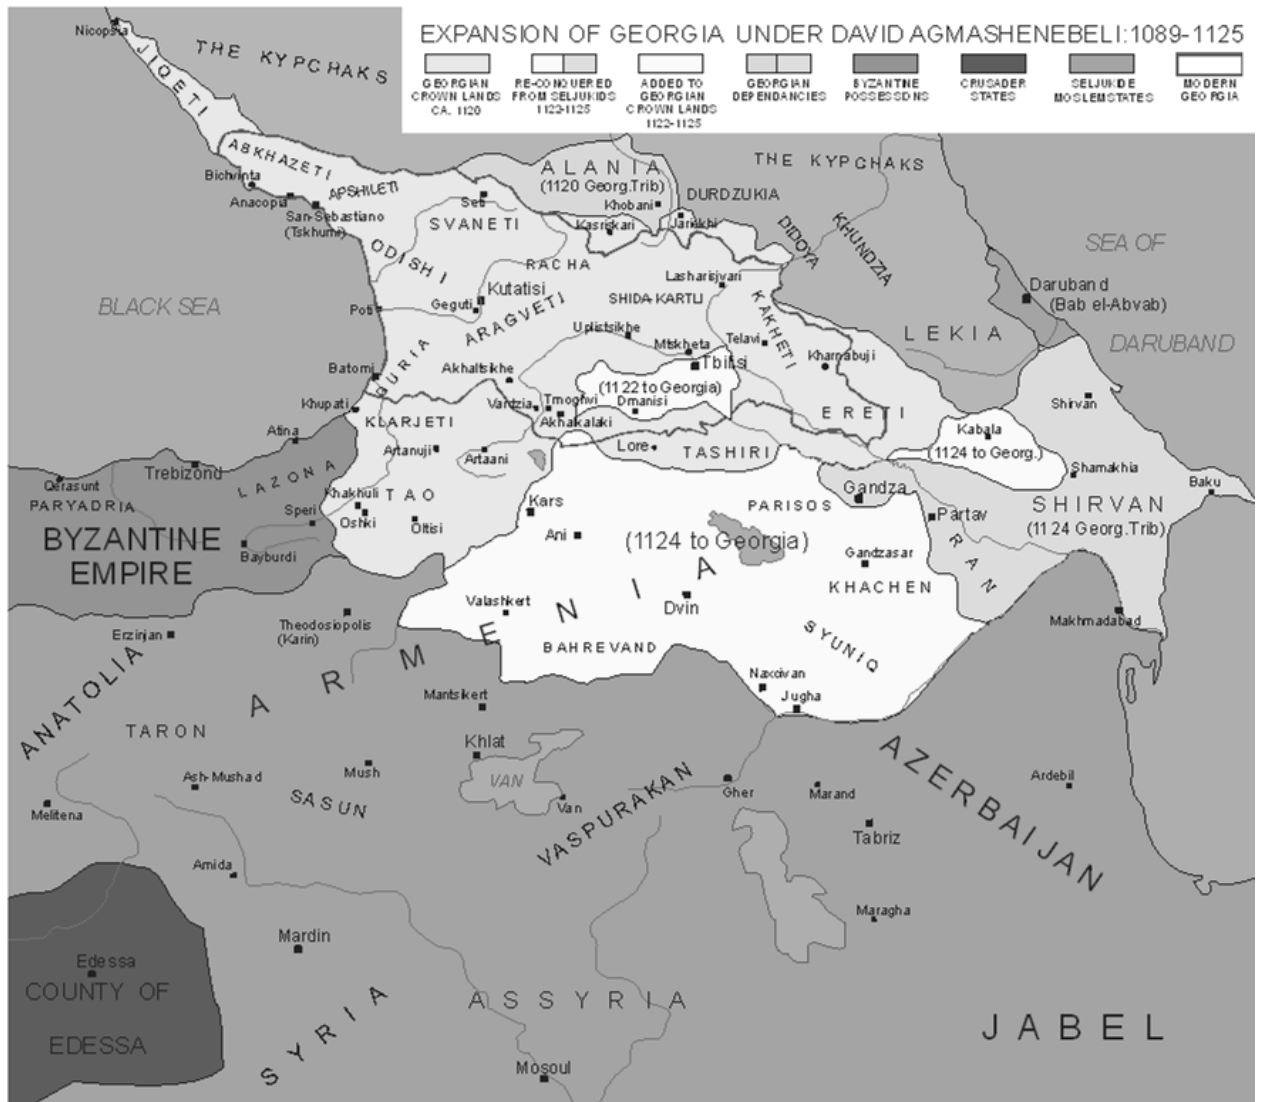 EXPANSION OF GEORGIA UNDER DAVID AGMASHENEBELI:1089-1125
GEORGIAN
CROWN LANDS
CA. 1120
RE-CONQUERED
FROM SELJUKIDS
1122-1125
ADDED TO
GEORGIAN
CROWN LANDS
1122-1125
GEORGIAN
DEPENDANCIES
BYZANTINE
POSSESSIONS
CRUSADER
STATES
SELJUKIDE
MOSLEM STATES
MODERN
GEORGIA
Nicopsia
JIQETI
THE KYPCHAKS
ABKHAZETI
Bichvinta
Anacopia
APSHILETI
San-Sebastiano
(Tskhumi)
Seti
SVANETI
ALANIA
(1120 Georg.Trib)
Khobani
Kasriskari
DURDZUKIA
Jariekhi
THE KYPCHAKS
DIDOYA
KHUNDZIA
SEA OF
DARUBAND
Daruband
(Bab el-Abvab)
LEKIA
BLACK SEA
ODISHI
RACHA
Lasharisjvari
Kutatisi
Geguti
SHIDA-KARTLI
Poti
ARAGVETI
Uplistsikhe
KAKHETI
Mtskheta
Telavi
Kharnabuji
Tbilisi
GURIA
Batomi
Akhaltsikhe
(1122 to Georgia)
Dmanisi
Khupati
Vardzia
Tmoghvi
Akhalkalaki
KLARJETI
ERETI
Shirvan
Kabala
(1124 to Georg.)
Atina
Artanuji
Artaani
Lore
TASHIRI
Shamakhia
Trebizond
LAZONA
Qerasunt
PARYADRIA
Khakhuli
TAO
Oshki
Oltisi
Speri
Kars
Gandza
PARISOS
Baku
SHIRVAN
(1124 Georg.Trib)
Partav
RAN
BYZANTINE
EMPIRE
Bayburdi
Ani
(1124 to Georgia)
Gandzasar
KHACHEN
Valashkert
Dvin
Makhmadabad
Erzinjan
Theodosiopolis
(Karin)
BAHREVAND
SYUNIQ
ARMENIA
ANATOLIA
Mantsikert
Naxcivan
Jugha
TARON
Khlat
VAN
Van
Ash-Mushad
Mush
SASUN
VASPURAKAN
Gher
Marand
AZERBAIJAN
Ardebil
Melitena
Tabriz
Amida
Maragha
Mardin
Edessa
COUNTY OF
EDESSA
SYRIA
ASSYRIA
JABEL
Mosoul